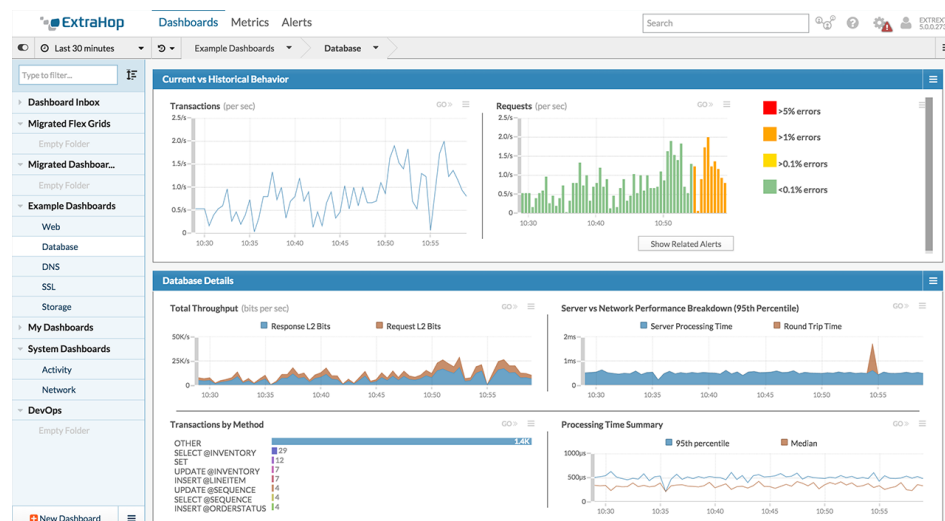 ExtraHop
Dashboards Metrics Alerts
Search
Last 30 minutes
Example Dashboards
Database
Type to filter...
Dashboard Inbox
Migrated Flex Grids
Empty Folder
Migrated Dashboar...
Empty Folder
Example Dashboards
Web
Database
DNS
SSL
Storage
My Dashboards
System Dashboards
Activity
Network
DevOps
Empty Folder
New Dashboard
Current vs Historical Behavior
Transactions (per sec)
GO »
2.5/s
2.0/s
1.5/s
1.0/s
0.5/s
0
10:30 10:35 10:40 10:45 10:50 10:55
Requests (per sec)
GO »
2.5/s
2.0/s
1.5/s
1.0/s
0.5/s
0
10:30 10:40 10:50
Show Related Alerts
>5% errors
>1% errors
>0.1% errors
<0.1% errors
Database Details
Total Throughput (bits per sec)
GO »
Response L2 Bits Request L2 Bits
50K/s
25K/s
0
10:30 10:35 10:40 10:45 10:50 10:55
Server vs Network Performance Breakdown (95th Percentile)
GO »
Server Processing Time Round Trip Time
2ms
1ms
0
10:30 10:35 10:40 10:45 10:50 10:55
Transactions by Method
GO »
OTHER 1.4K
SELECT @INVENTORY 29
SET 12
UPDATE @INVENTORY 7
INSERT @LINEITEM 7
UPDATE @SEQUENCE 4
SELECT @SEQUENCE 4
INSERT @ORDERSTATUS 4
Processing Time Summary
GO »
95th percentile Median
1000µs
500µs
0
10:30 10:35 10:40 10:45 10:50 10:55